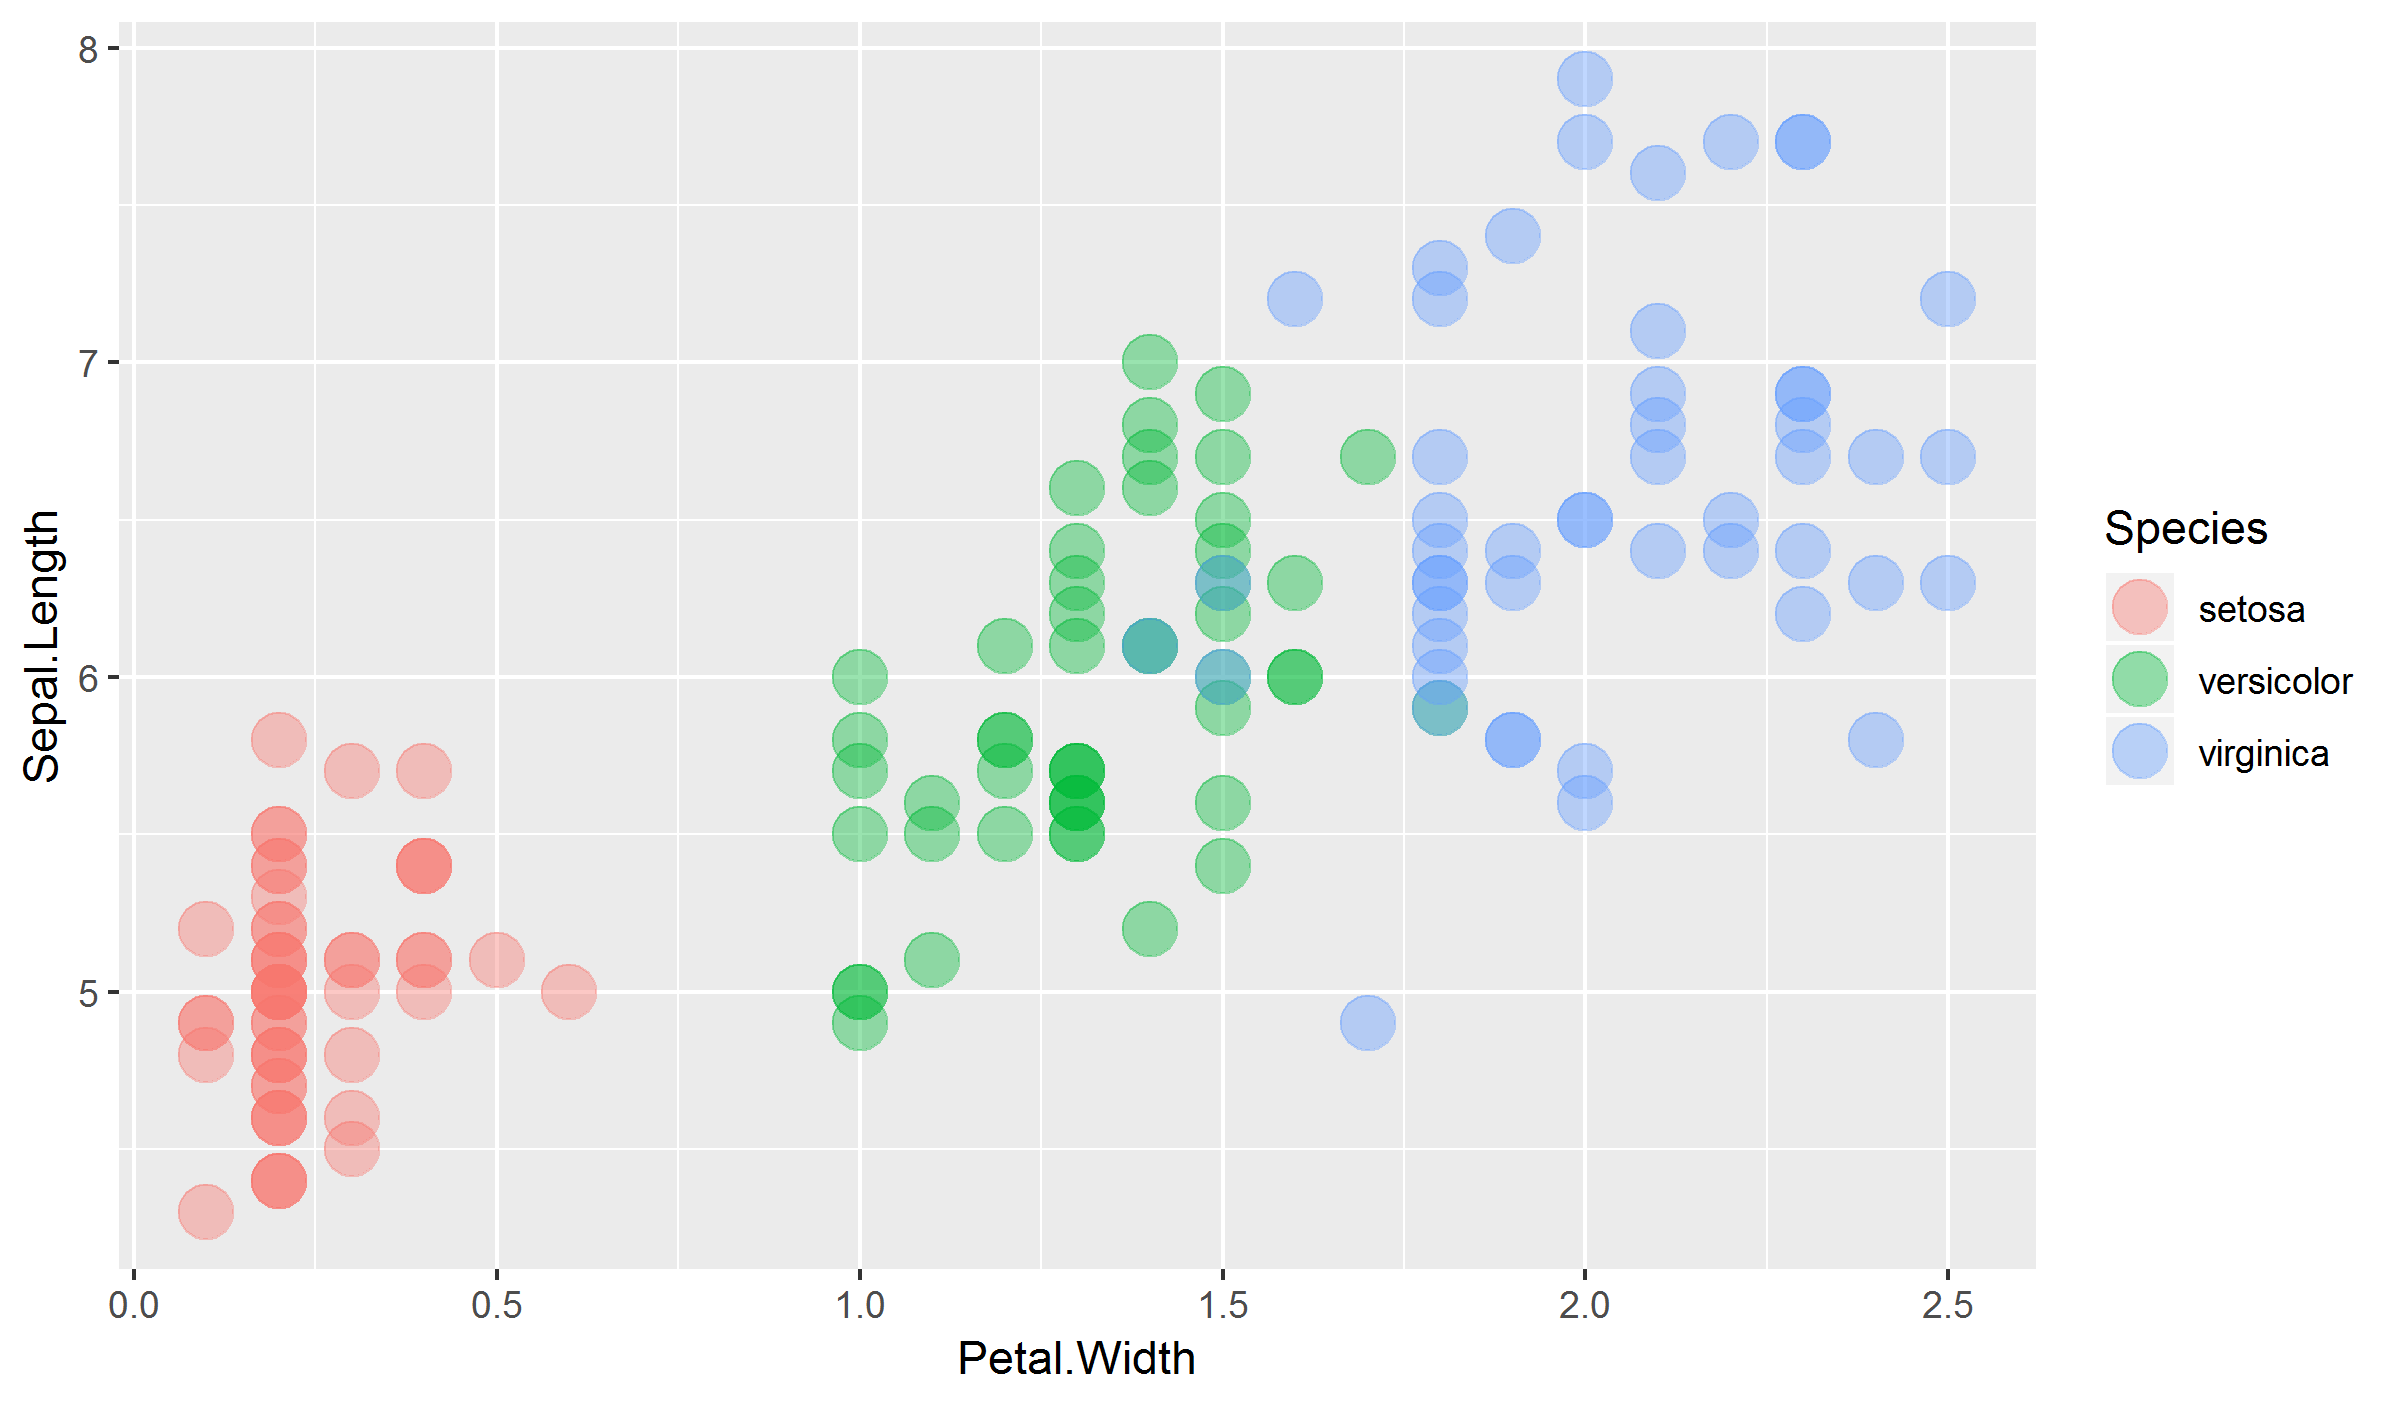 8
7
6
5
Sepal.Length
0.0 0.5 1.0 1.5 2.0 2.5
Petal.Width
Species
setosa
versicolor
virginica